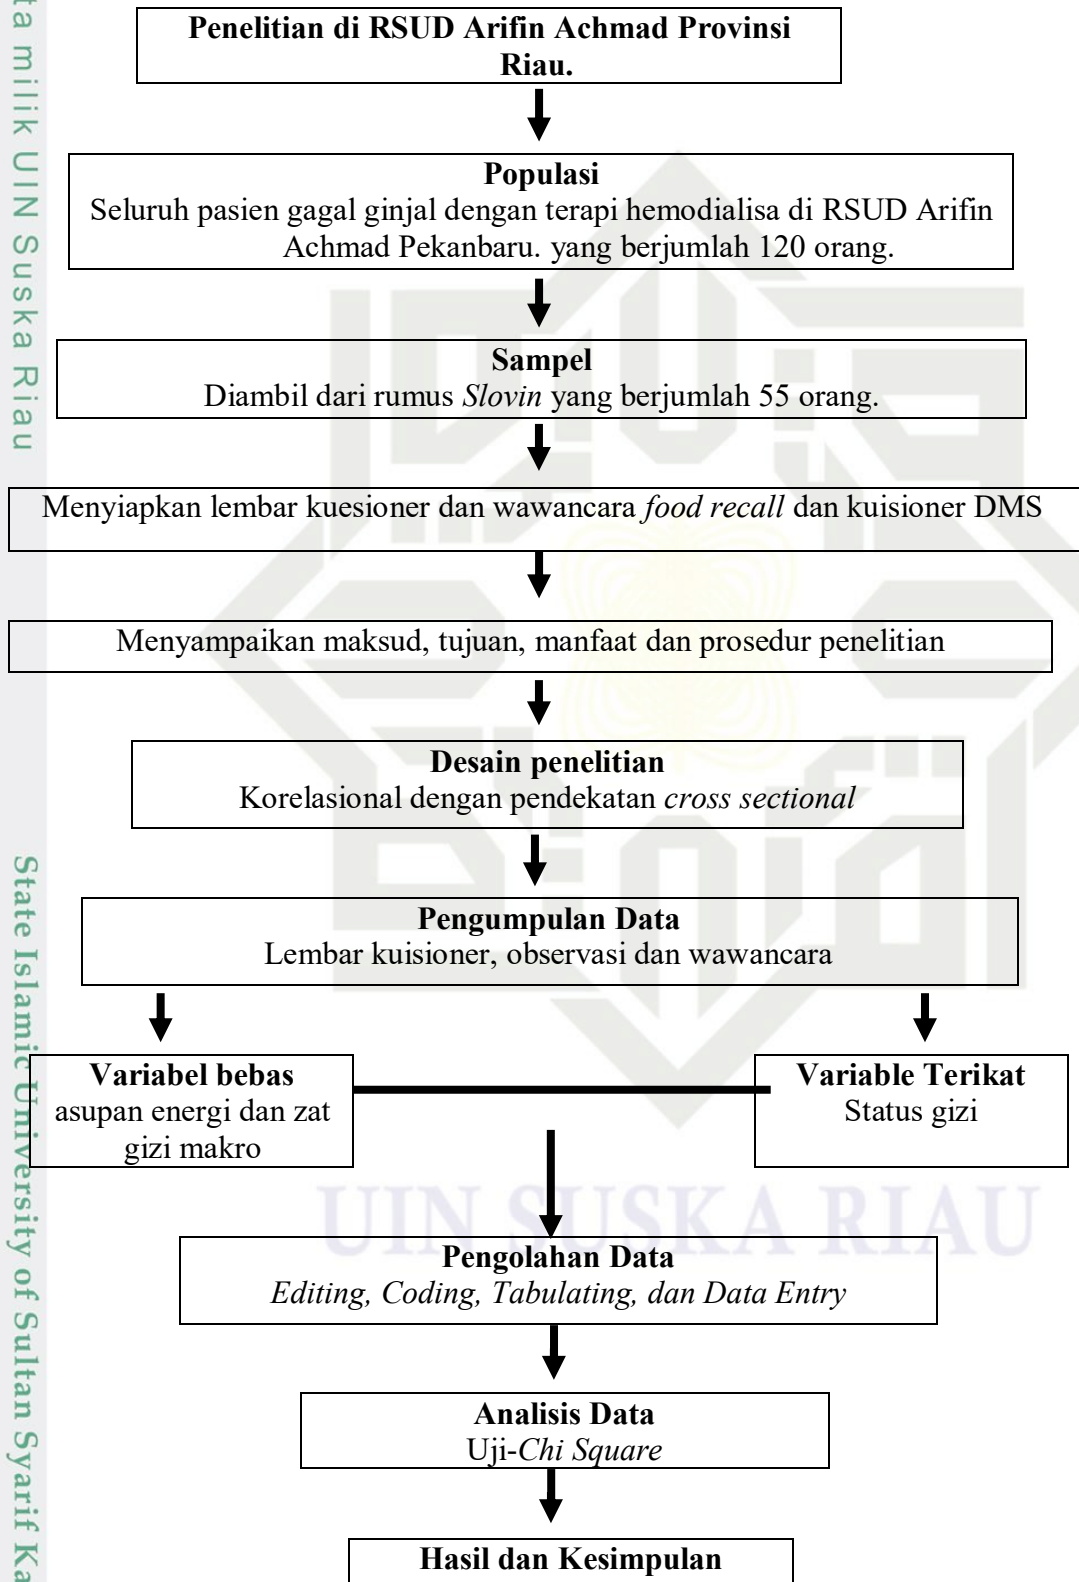 ta milik UIN Suska Riau
State Islamic University of Sultan Syarif Ka
Penelitian di RSUD Arifin Achmad Provinsi
Riau.
Populasi
Seluruh pasien gagal ginjal dengan terapi hemodialisa di RSUD Arifin
Achmad Pekanbaru. yang berjumlah 120 orang.
Sampel
Diambil dari rumus Slovin yang berjumlah 55 orang.
Menyiapkan lembar kuesioner dan wawancara food recall dan kuisioner DMS
Menyampaikan maksud, tujuan, manfaat dan prosedur penelitian
Desain penelitian
Korelasional dengan pendekatan cross sectional
Pengumpulan Data
Lembar kuisioner, observasi dan wawancara
Variabel bebas
asupan energi dan zat
gizi makro
Variable Terikat
Status gizi
UIN SUSKA RIAU
Pengolahan Data
Editing, Coding, Tabulating, dan Data Entry
Analisis Data
Uji-Chi Square
Hasil dan Kesimpulan